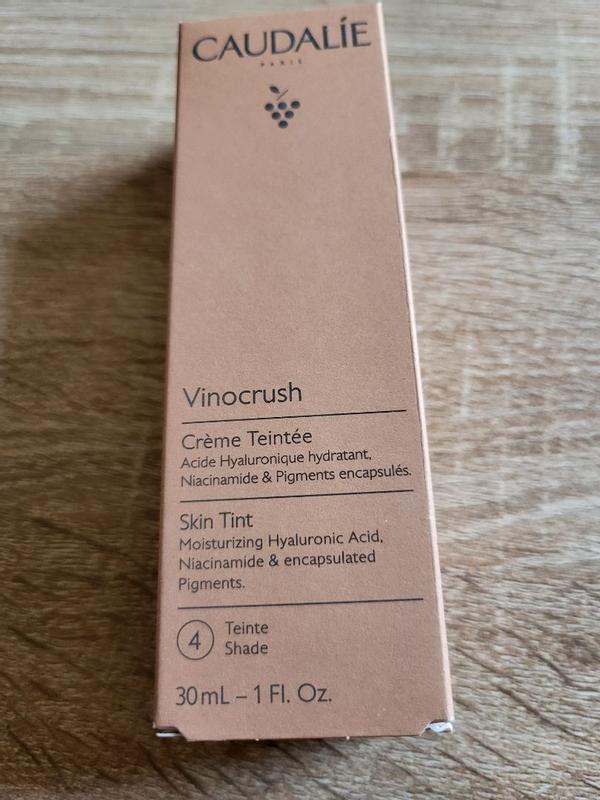 CAUDALÍE
PARIS
Vinocrush
Crème Teintée
Acide Hyaluronique hydratant,
Niacinamide & Pigments encapsulés.
Skin Tint
Moisturizing Hyaluronic Acid,
Niacinamide & encapsulated
Pigments.
4 Teinte
Shade
30mL – 1 Fl. Oz.